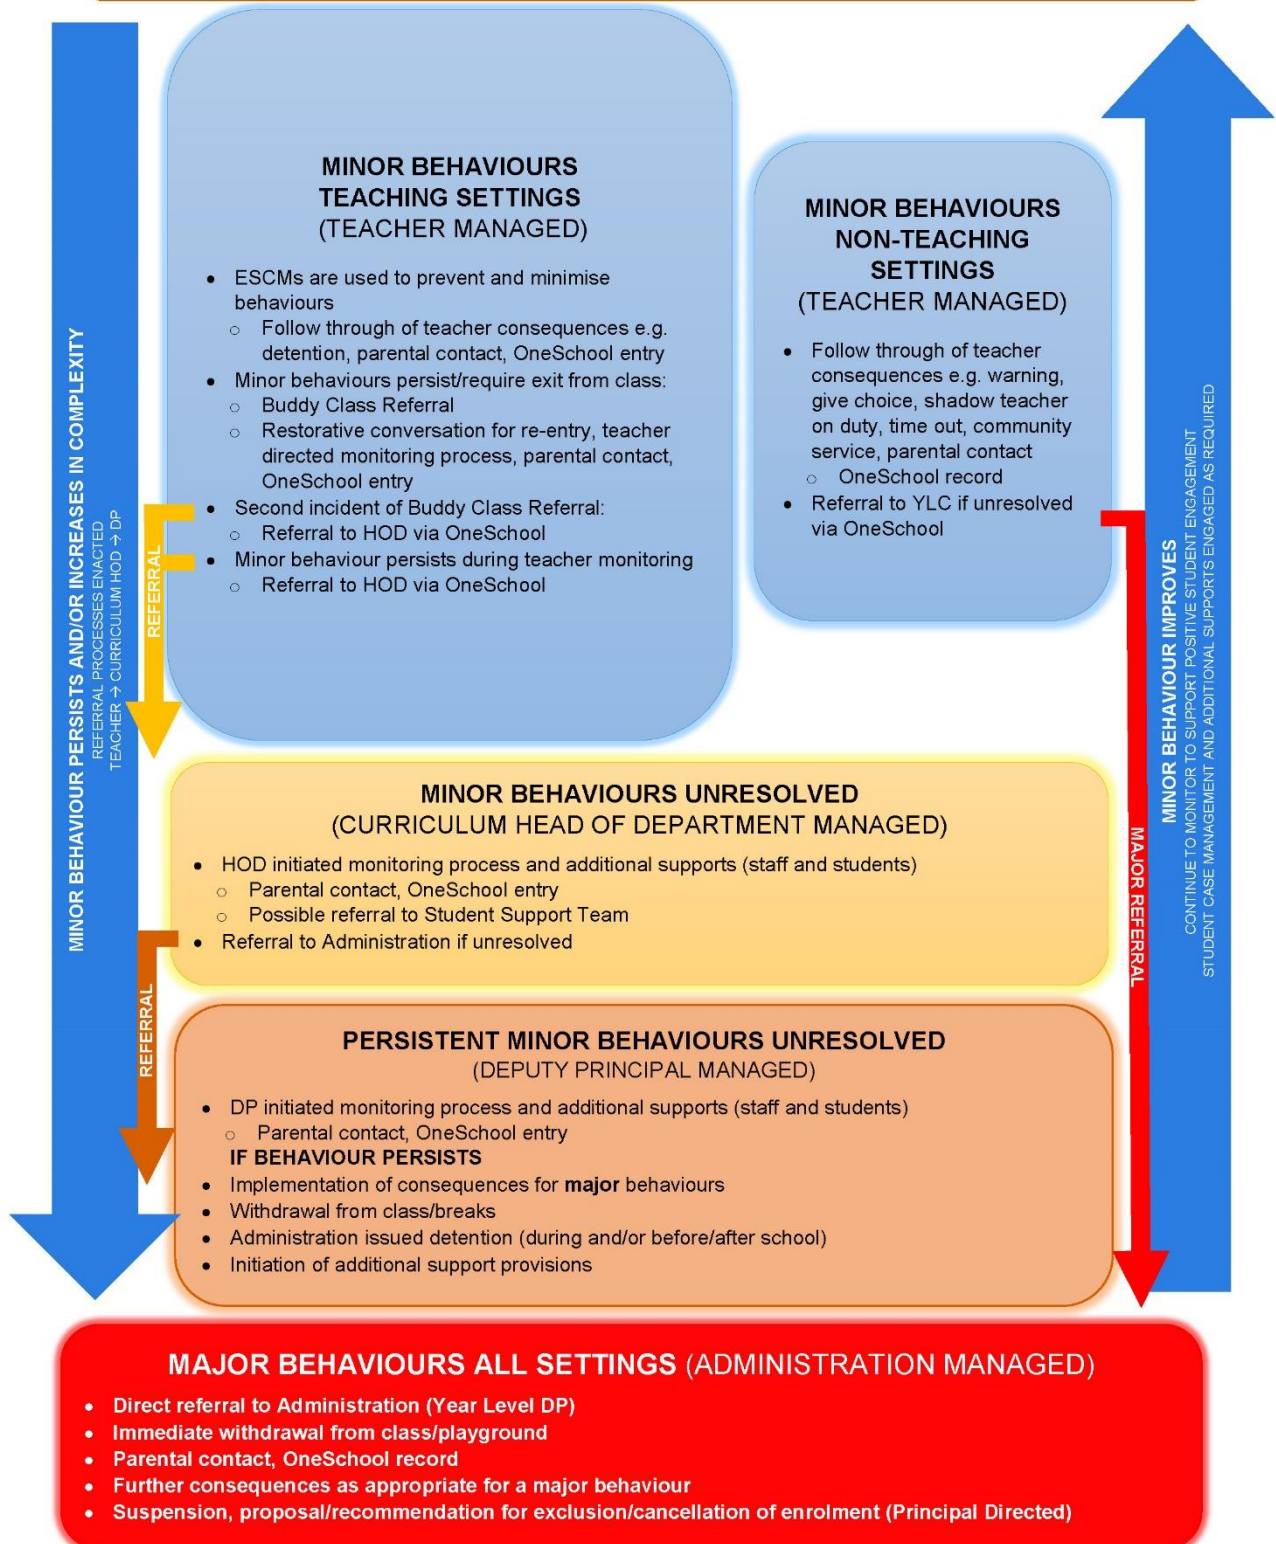 MINOR BEHAVIOUR PERSISTS AND/OR INCREASES IN COMPLEXITY
REFERRAL PROCESSES ENACTED
TEACHER → CURRICULUM HOD → DP
MINOR BEHAVIOURS
TEACHING SETTINGS
(TEACHER MANAGED)
• ESCMs are used to prevent and minimise
behaviours
○ Follow through of teacher consequences e.g.
detention, parental contact, OneSchool entry
• Minor behaviours persist/require exit from class:
○ Buddy Class Referral
○ Restorative conversation for re-entry, teacher
directed monitoring process, parental contact,
OneSchool entry
• Second incident of Buddy Class Referral:
○ Referral to HOD via OneSchool
• Minor behaviour persists during teacher monitoring
○ Referral to HOD via OneSchool
REFERRAL
MINOR BEHAVIOURS
NON-TEACHING
SETTINGS
(TEACHER MANAGED)
• Follow through of teacher
consequences e.g. warning,
give choice, shadow teacher
on duty, time out, community
service, parental contact
○ OneSchool record
• Referral to YLC if unresolved
via OneSchool
MAJOR REFERRAL
MINOR BEHAVIOUR IMPROVES
CONTINUE TO MONITOR TO SUPPORT POSITIVE STUDENT ENGAGEMENT
STUDENT CASE MANAGEMENT AND ADDITIONAL SUPPORTS ENGAGED AS REQUIRED
MINOR BEHAVIOURS UNRESOLVED
(CURRICULUM HEAD OF DEPARTMENT MANAGED)
• HOD initiated monitoring process and additional supports (staff and students)
○ Parental contact, OneSchool entry
○ Possible referral to Student Support Team
• Referral to Administration if unresolved
REFERRAL
PERSISTENT MINOR BEHAVIOURS UNRESOLVED
(DEPUTY PRINCIPAL MANAGED)
• DP initiated monitoring process and additional supports (staff and students)
○ Parental contact, OneSchool entry
IF BEHAVIOUR PERSISTS
• Implementation of consequences for major behaviours
• Withdrawal from class/breaks
• Administration issued detention (during and/or before/after school)
• Initiation of additional support provisions
MAJOR BEHAVIOURS ALL SETTINGS (ADMINISTRATION MANAGED)
• Direct referral to Administration (Year Level DP)
• Immediate withdrawal from class/playground
• Parental contact, OneSchool record
• Further consequences as appropriate for a major behaviour
• Suspension, proposal/recommendation for exclusion/cancellation of enrolment (Principal Directed)